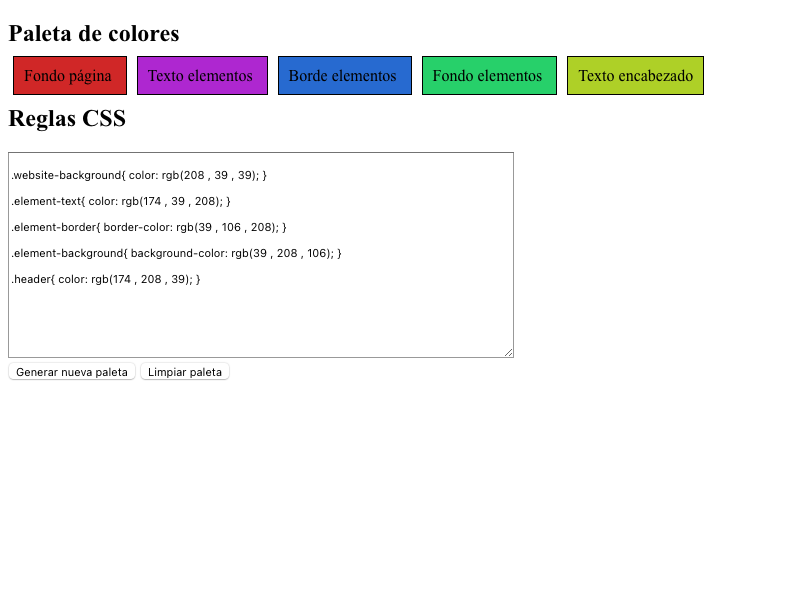 Paleta de colores
Fondo página Texto elementos Borde elementos Fondo elementos Texto encabezado
Reglas CSS
.website-background{ color: rgb(208 , 39 , 39); }
.element-text{ color: rgb(174 , 39 , 208); }
.element-border{ border-color: rgb(39 , 106 , 208); }
.element-background{ background-color: rgb(39 , 208 , 106); }
.header{ color: rgb(174 , 208 , 39); }
Generar nueva paleta Limpiar paleta